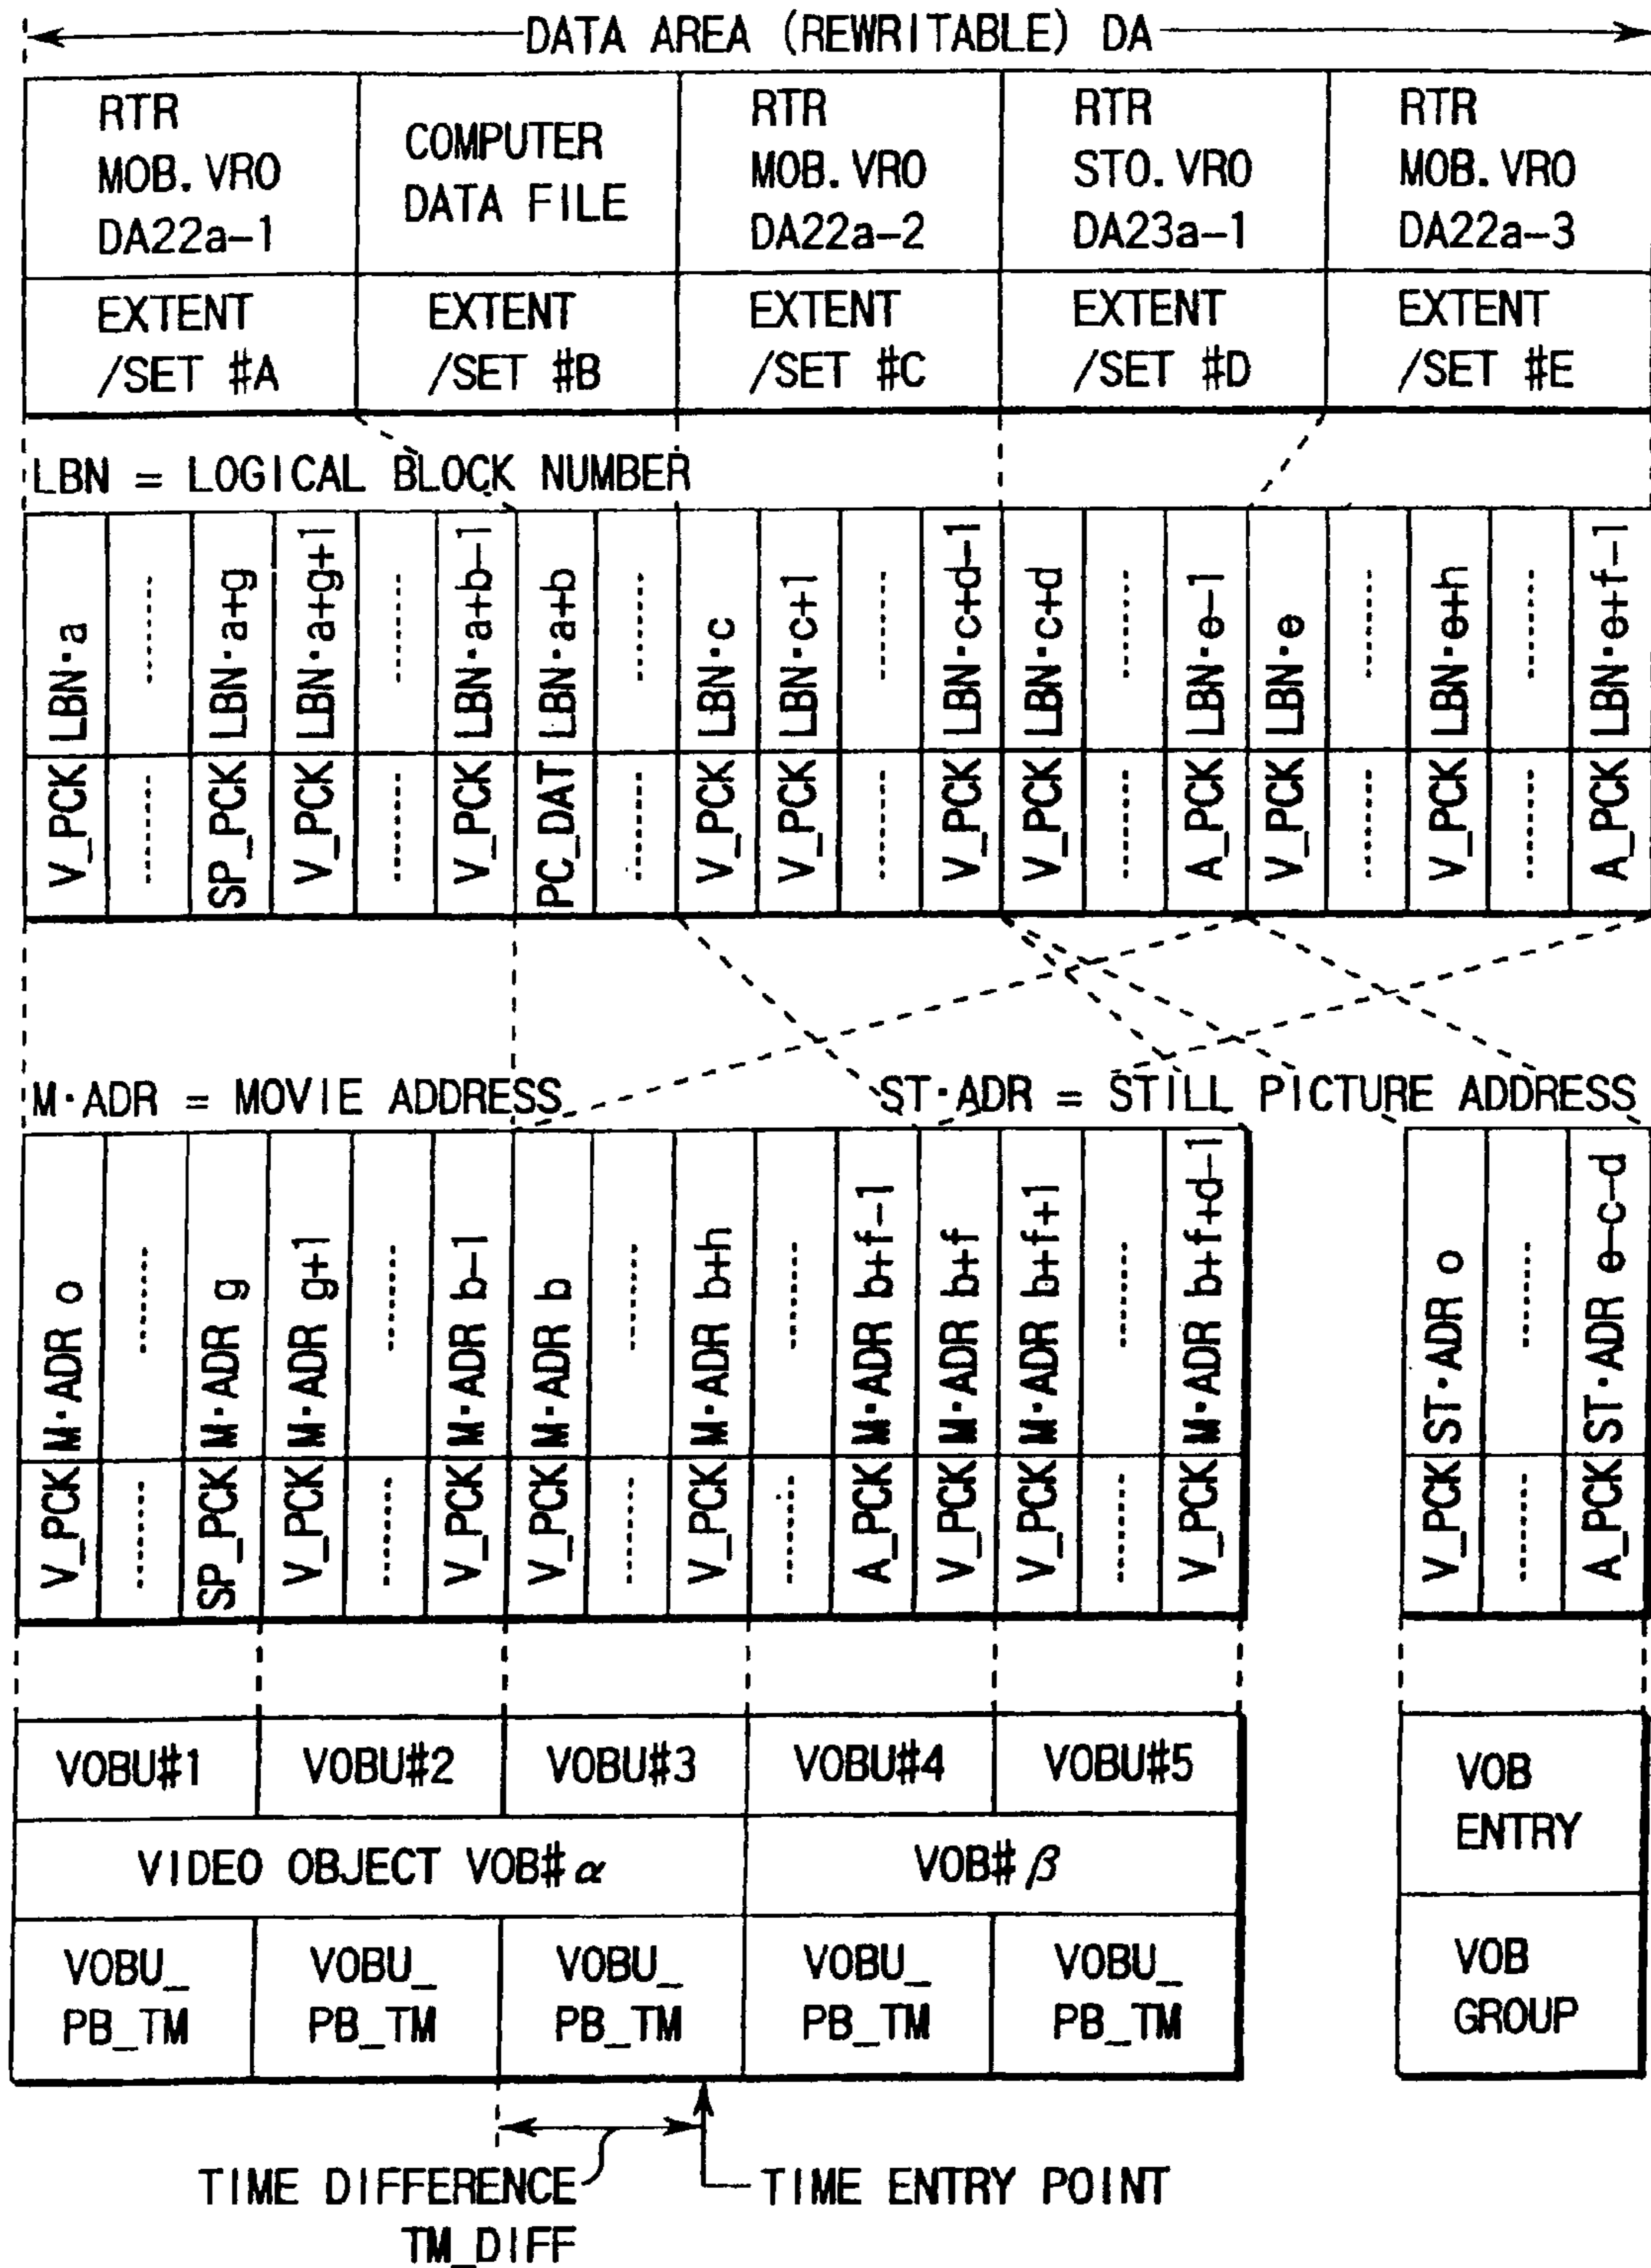 DATA AREA (REWRITABLE) DA
RTR
MOB.VRO
DA22a-1
COMPUTER
DATA FILE
RTR
MOB.VRO
DA22a-2
RTR
STO.VRO
DA23a-1
RTR
MOB.VRO
DA22a-3
EXTENT
/SET #A
EXTENT
/SET #B
EXTENT
/SET #C
EXTENT
/SET #D
EXTENT
/SET #E
LBN = LOGICAL BLOCK NUMBER
V_PCK LBN·a
SP_PCK LBN·a+g
V_PCK LBN·a+g+1
V_PCK LBN·a+b-1
PC_DAT LBN·a+b
V_PCK LBN·c
V_PCK LBN·c+1
V_PCK LBN·c+d-1
V_PCK LBN·c+d
A_PCK LBN·e-1
V_PCK LBN·e
V_PCK LBN·e+h
A_PCK LBN·e+f-1
M·ADR = MOVIE ADDRESS
ST·ADR = STILL PICTURE ADDRESS
V_PCK M·ADR o
SP_PCK M·ADR g
V_PCK M·ADR g+1
V_PCK M·ADR b-1
V_PCK M·ADR b
V_PCK M·ADR b+h
A_PCK M·ADR b+f-1
V_PCK M·ADR b+f
V_PCK M·ADR b+f+1
V_PCK M·ADR b+f+d-1
V_PCK ST·ADR o
A_PCK ST·ADR e-c-d
VOBU#1
VOBU#2
VOBU#3
VOBU#4
VOBU#5
VIDEO OBJECT VOB#α
VOB#β
VOBU_
PB_TM
VOBU_
PB_TM
VOBU_
PB_TM
VOBU_
PB_TM
VOBU_
PB_TM
VOB
ENTRY
VOB
GROUP
TIME DIFFERENCE
TM_DIFF
TIME ENTRY POINT